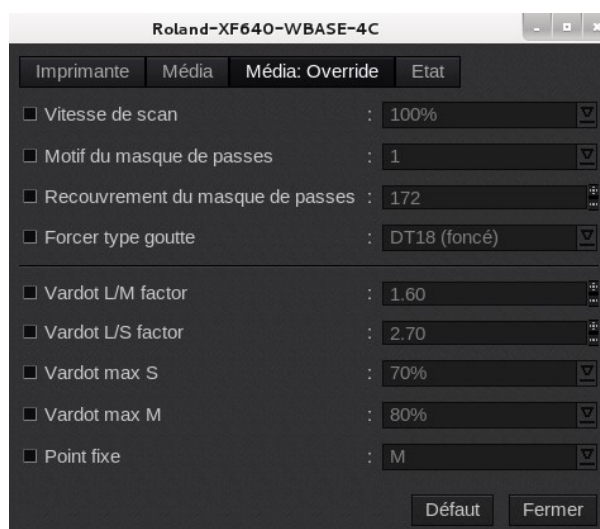 Roland-XF640-WBASE-4C
Imprimante Média Média: Override Etat
Vitesse de scan : 100%
Motif du masque de passes : 1
Recouvrement du masque de passes : 172
Forcer type goutte : DT18 (foncé)
Vardot L/M factor : 1.60
Vardot L/S factor : 2.70
Vardot max S : 70%
Vardot max M : 80%
Point fixe : M
Défaut Fermer